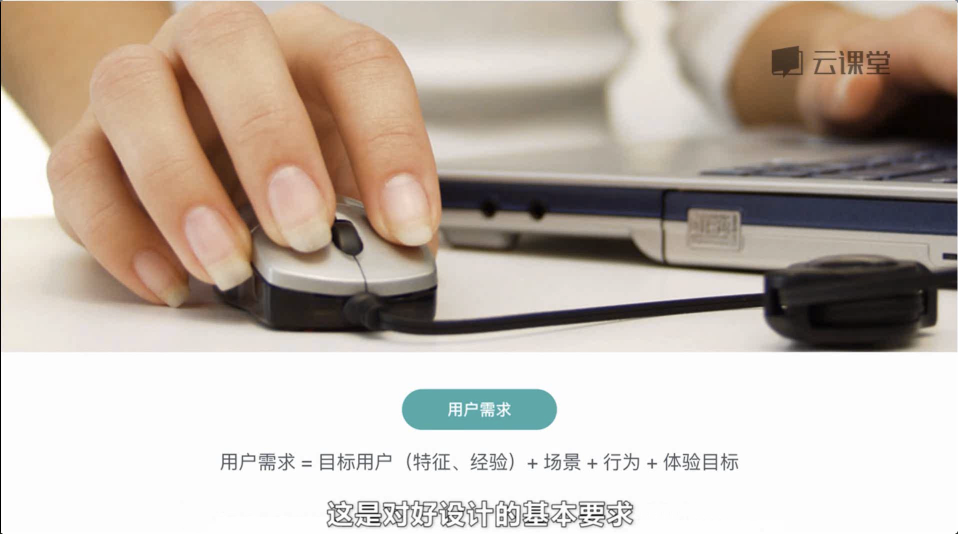 云课堂
用户需求
用户需求 = 目标用户（特征、经验）+ 场景 + 行为 + 体验目标
这是对好设计的基本要求